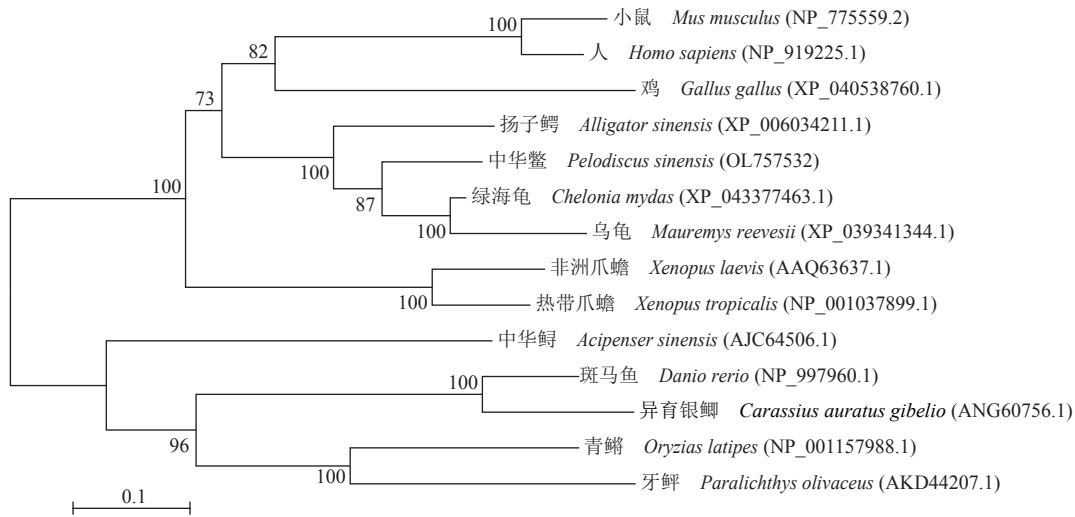 小鼠 Mus musculus (NP_775559.2)
100
人 Homo sapiens (NP_919225.1)
82
鸡 Gallus gallus (XP_040538760.1)
73
扬子鳄 Alligator sinensis (XP_006034211.1)
100
中华鳖 Pelodiscus sinensis (OL757532)
100
绿海龟 Chelonia mydas (XP_043377463.1)
87
乌龟 Mauremys reevesii (XP_039341344.1)
100
非洲爪蟾 Xenopus laevis (AAQ63637.1)
100
热带爪蟾 Xenopus tropicalis (NP_001037899.1)
中华鲟 Acipenser sinensis (AJC64506.1)
斑马鱼 Danio rerio (NP_997960.1)
100
异育银鲫 Carassius auratus gibelio (ANG60756.1)
96
青鳉 Oryzias latipes (NP_001157988.1)
100
牙鲆 Paralichthys olivaceus (AKD44207.1)
0.1